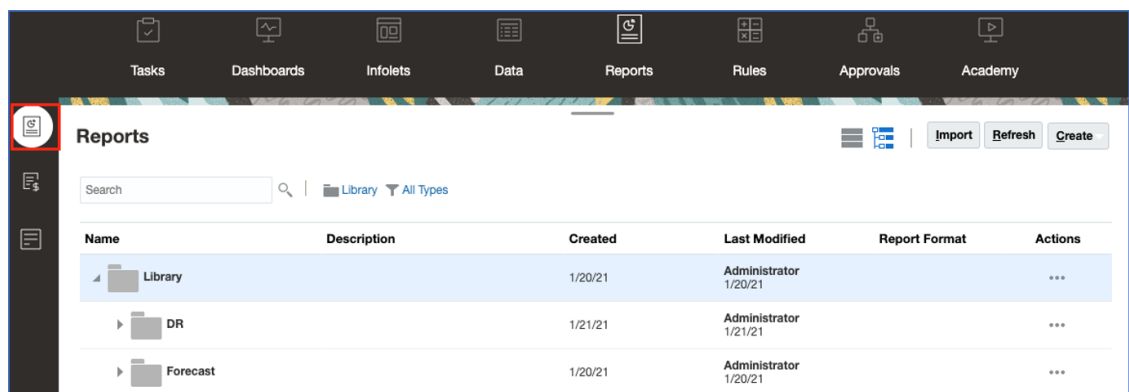 Tasks Dashboards Infolets Data Reports Rules Approvals Academy
Reports
Import Refresh Create
Search Library All Types
Name Description Created Last Modified Report Format Actions
Library 1/20/21 Administrator
1/20/21
DR 1/21/21 Administrator
1/21/21
Forecast 1/20/21 Administrator
1/20/21